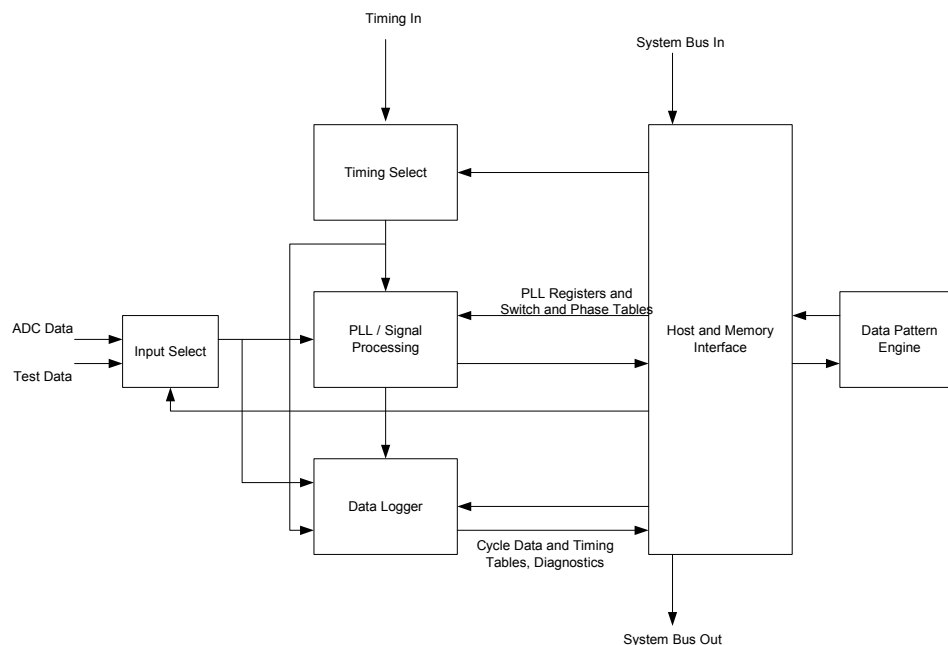 Timing In
System Bus In
Timing Select
PLL Registers and
Switch and Phase Tables
ADC Data
Test Data
Input Select
PLL / Signal
Processing
Host and Memory
Interface
Data Pattern
Engine
Data Logger
Cycle Data and Timing
Tables, Diagnostics
System Bus Out